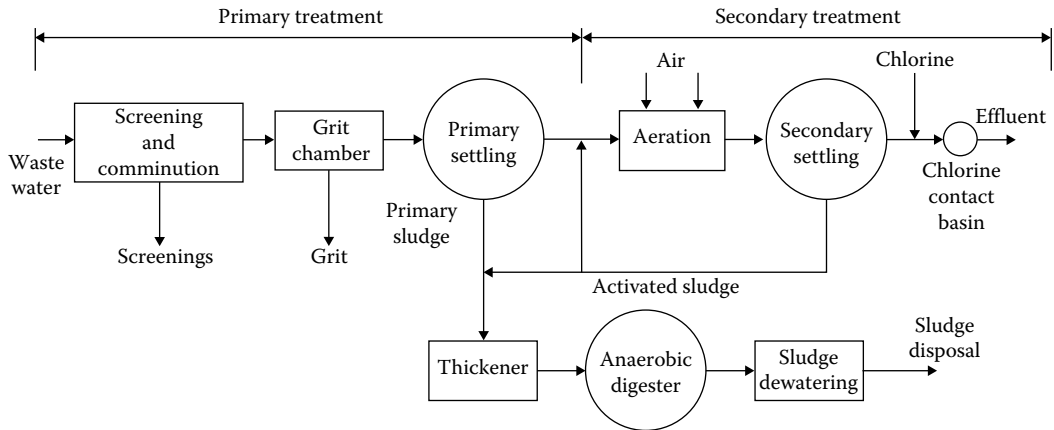 Primary treatment
Secondary treatment
Air
Chlorine
Waste
water
Screening
and
comminution
Grit
chamber
Primary
settling
Aeration
Secondary
settling
Effluent
Chlorine
contact
basin
Primary
sludge
Screenings
Grit
Activated sludge
Thickener
Anaerobic
digester
Sludge
dewatering
Sludge
disposal